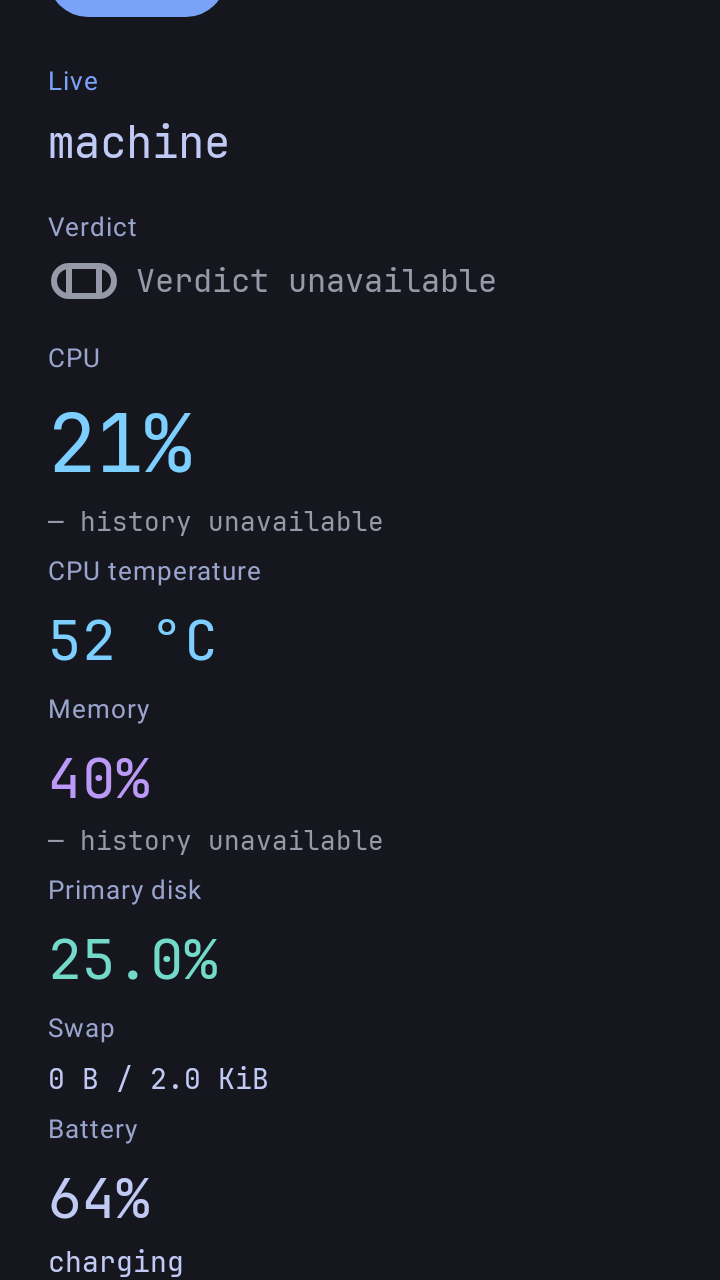 Live
machine
Verdict
Verdict unavailable
CPU
21%
— history unavailable
CPU temperature
52 °C
Memory
40%
— history unavailable
Primary disk
25.0%
Swap
0 B / 2.0 KiB
Battery
64%
charging